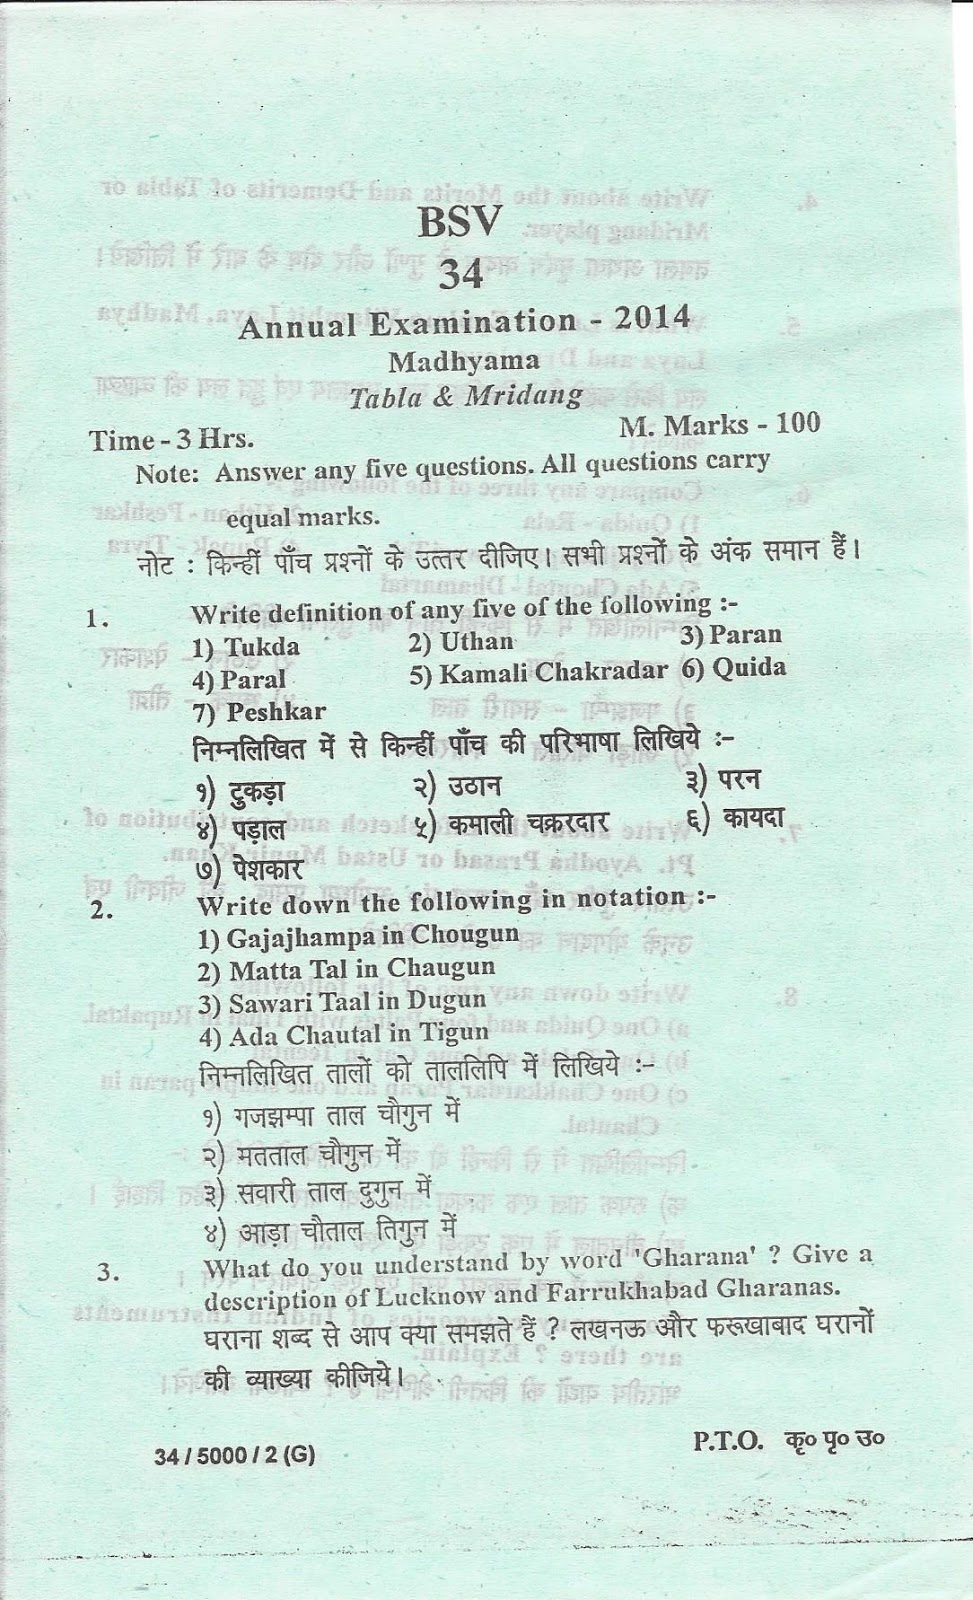 BSV
34
Annual Examination - 2014
Madhyama
Tabla & Mridang
Time - 3 Hrs. M. Marks - 100
Note: Answer any five questions. All questions carry
equal marks.
नोट : किन्हीं पाँच प्रश्नों के उत्तर दीजिए। सभी प्रश्नों के अंक समान हैं।
1. Write definition of any five of the following :-
1) Tukda 2) Uthan 3) Paran
4) Paral 5) Kamali Chakradar 6) Quida
7) Peshkar
निम्नलिखित में से किन्हीं पाँच की परिभाषा लिखिये :-
१) टुकड़ा २) उठान ३) परन
४) पड़ाल ५) कमाली चक्ररदार ६) कायदा
७) पेशकार
2. Write down the following in notation :-
1) Gajajhampa in Chougun
2) Matta Tal in Chaugun
3) Sawari Taal in Dugun
4) Ada Chautal in Tigun
निम्नलिखित तालों को ताललिपि में लिखिये :-
१) गजझम्पा ताल चौगुन में
२) मतताल चौगुन में
३) सवारी ताल दुगुन में
४) आड़ा चौताल तिगुन में
3. What do you understand by word 'Gharana' ? Give a
description of Lucknow and Farrukhabad Gharanas.
घराना शब्द से आप क्या समझते हैं ? लखनऊ और फरूखाबाद घरानों
की व्याख्या कीजिये।
34 / 5000 / 2 (G) P.T.O. कृ० पृ० उ०